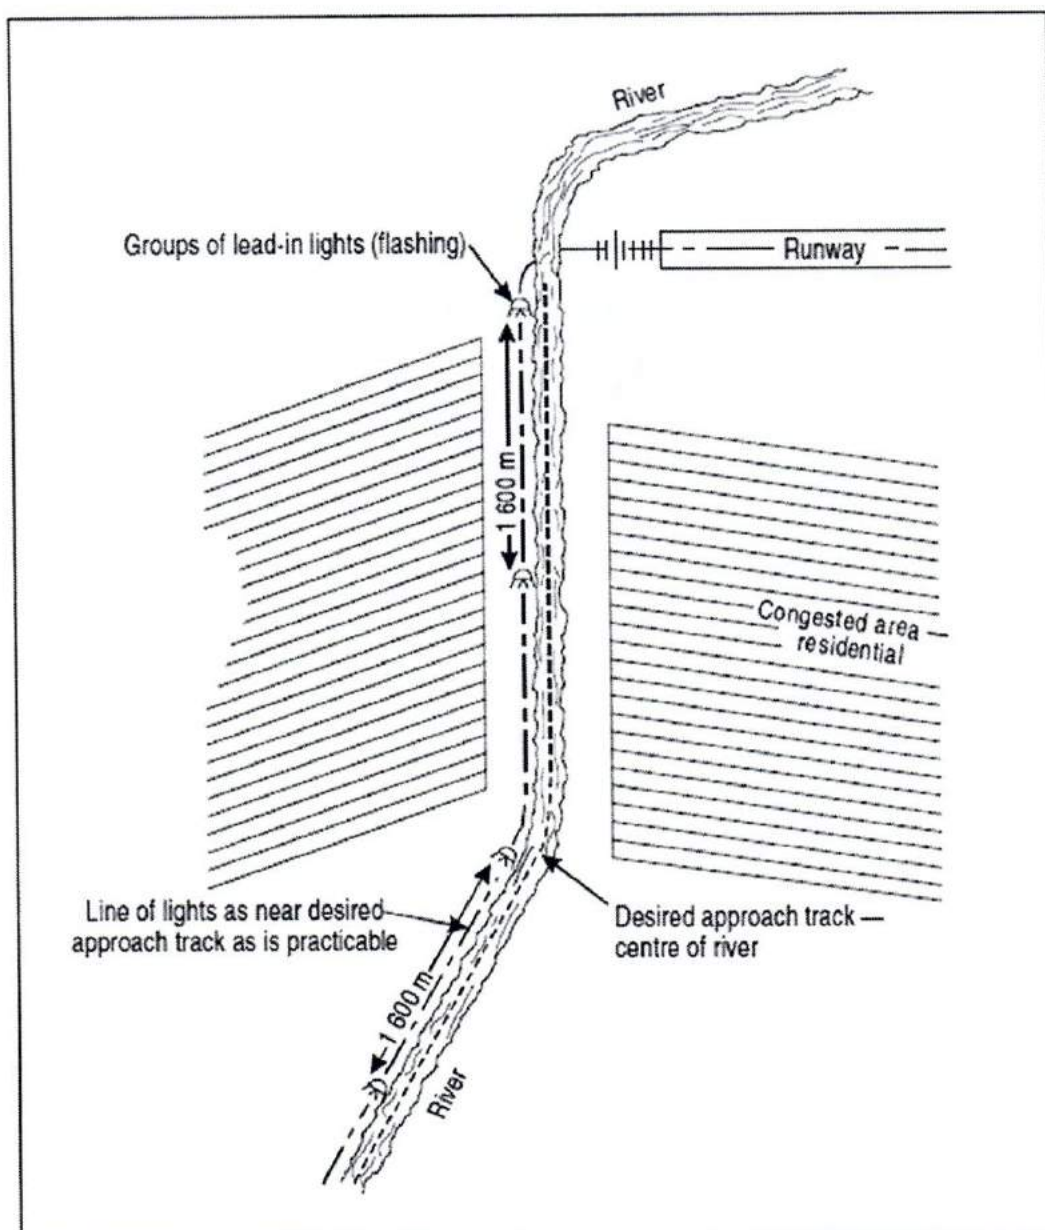 River
Groups of lead-in lights (flashing)
Runway
1 600 m
Congested area
residential
Line of lights as near desired
approach track as is practicable
Desired approach track —
centre of river
1 600 m
River